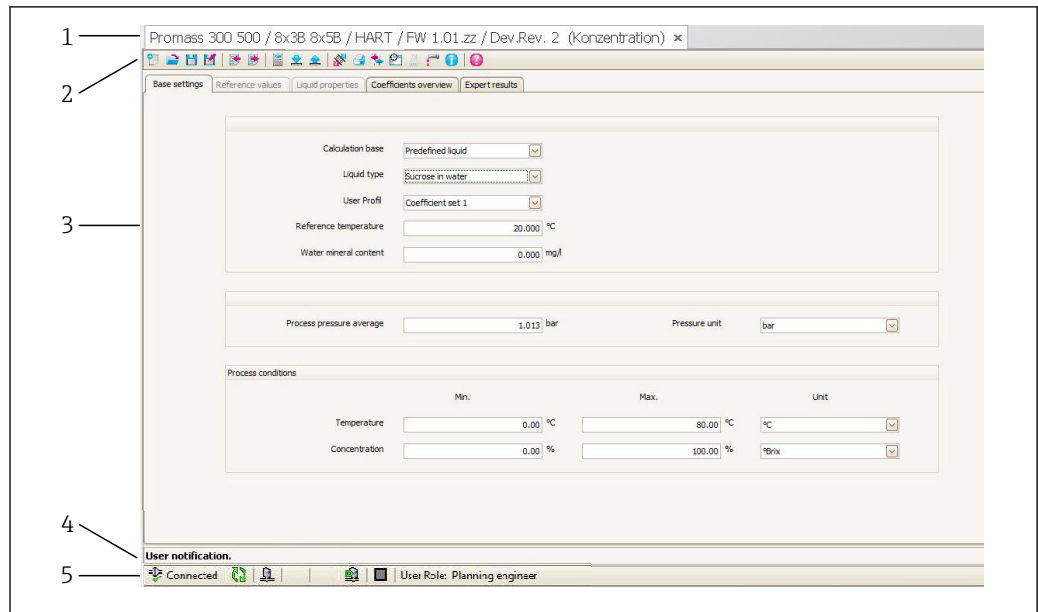 1
Promass 300 500 / 8x3B 8x5B / HART / FW 1.01.zz / Dev.Rev. 2 (Konzentration) ×
2
Base settings Reference values Liquid properties Coefficients overview Expert results
Calculation base Predefined liquid
Liquid type Sucrose in water
User Profil Coefficient set 1
3
Reference temperature 20.000 °C
Water mineral content 0.000 mg/l
Process pressure average 1.013 bar Pressure unit bar
Process conditions
Min. Max. Unit
Temperature 0.00 °C 80.00 °C °C
Concentration 0.00 % 100.00 % °Brix
4
User notification.
5
Connected User Role: Planning engineer